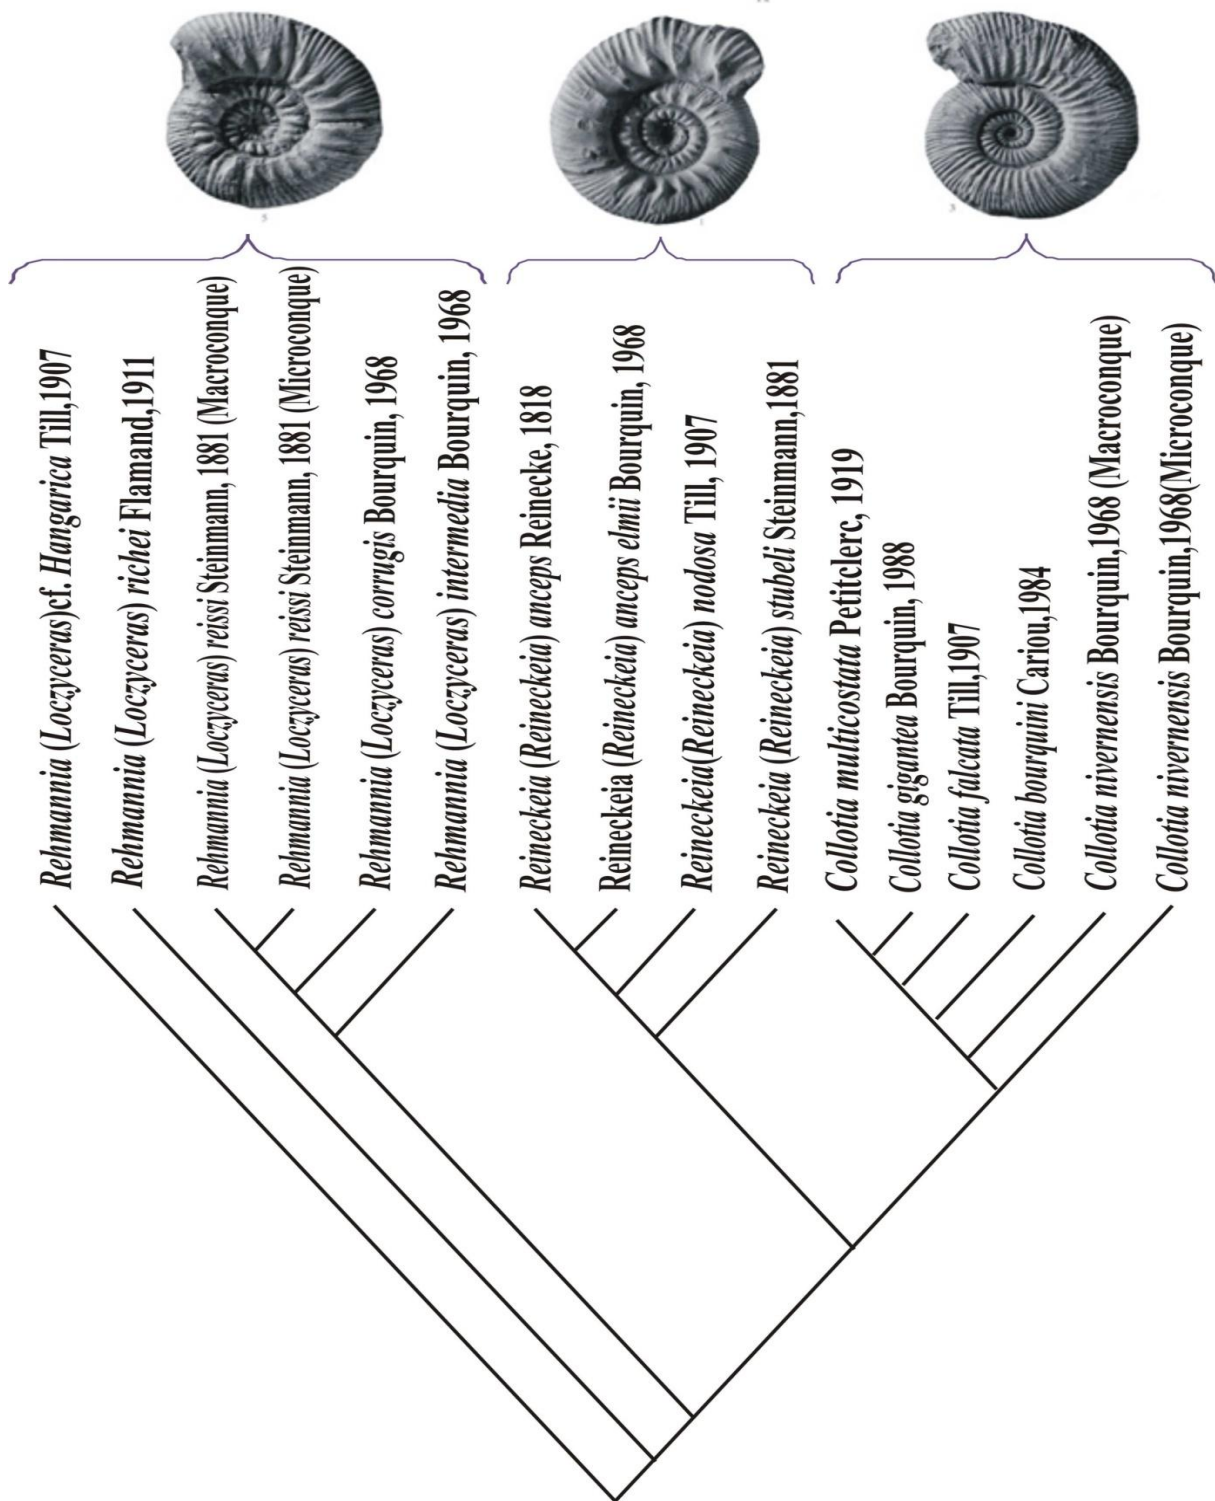 Rehmannia (Loczyceras)cf. Hangarica Till,1907
Rehmannia (Loczyceras) richei Flamand,1911
Rehmannia (Loczyceras) reissi Steinmann, 1881 (Macroconque)
Rehmannia (Loczyceras) reissi Steinmann, 1881 (Microconque)
Rehmannia (Loczyceras) corrugis Bourquin, 1968
Rehmannia (Loczyceras) intermedia Bourquin, 1968
Reineckeia (Reineckeia) anceps Reinecke, 1818
Reineckeia (Reineckeia) anceps elmii Bourquin, 1968
Reineckeia(Reineckeia) nodosa Till, 1907
Reineckeia (Reineckeia) stubeli Steinmann,1881
Collotia multicostata Petitclerc, 1919
Collotia gigantea Bourquin, 1988
Collotia falcata Till,1907
Collotia bourquini Cariou,1984
Collotia nivernensis Bourquin,1968 (Macroconque)
Collotia nivernensis Bourquin,1968(Microconque)